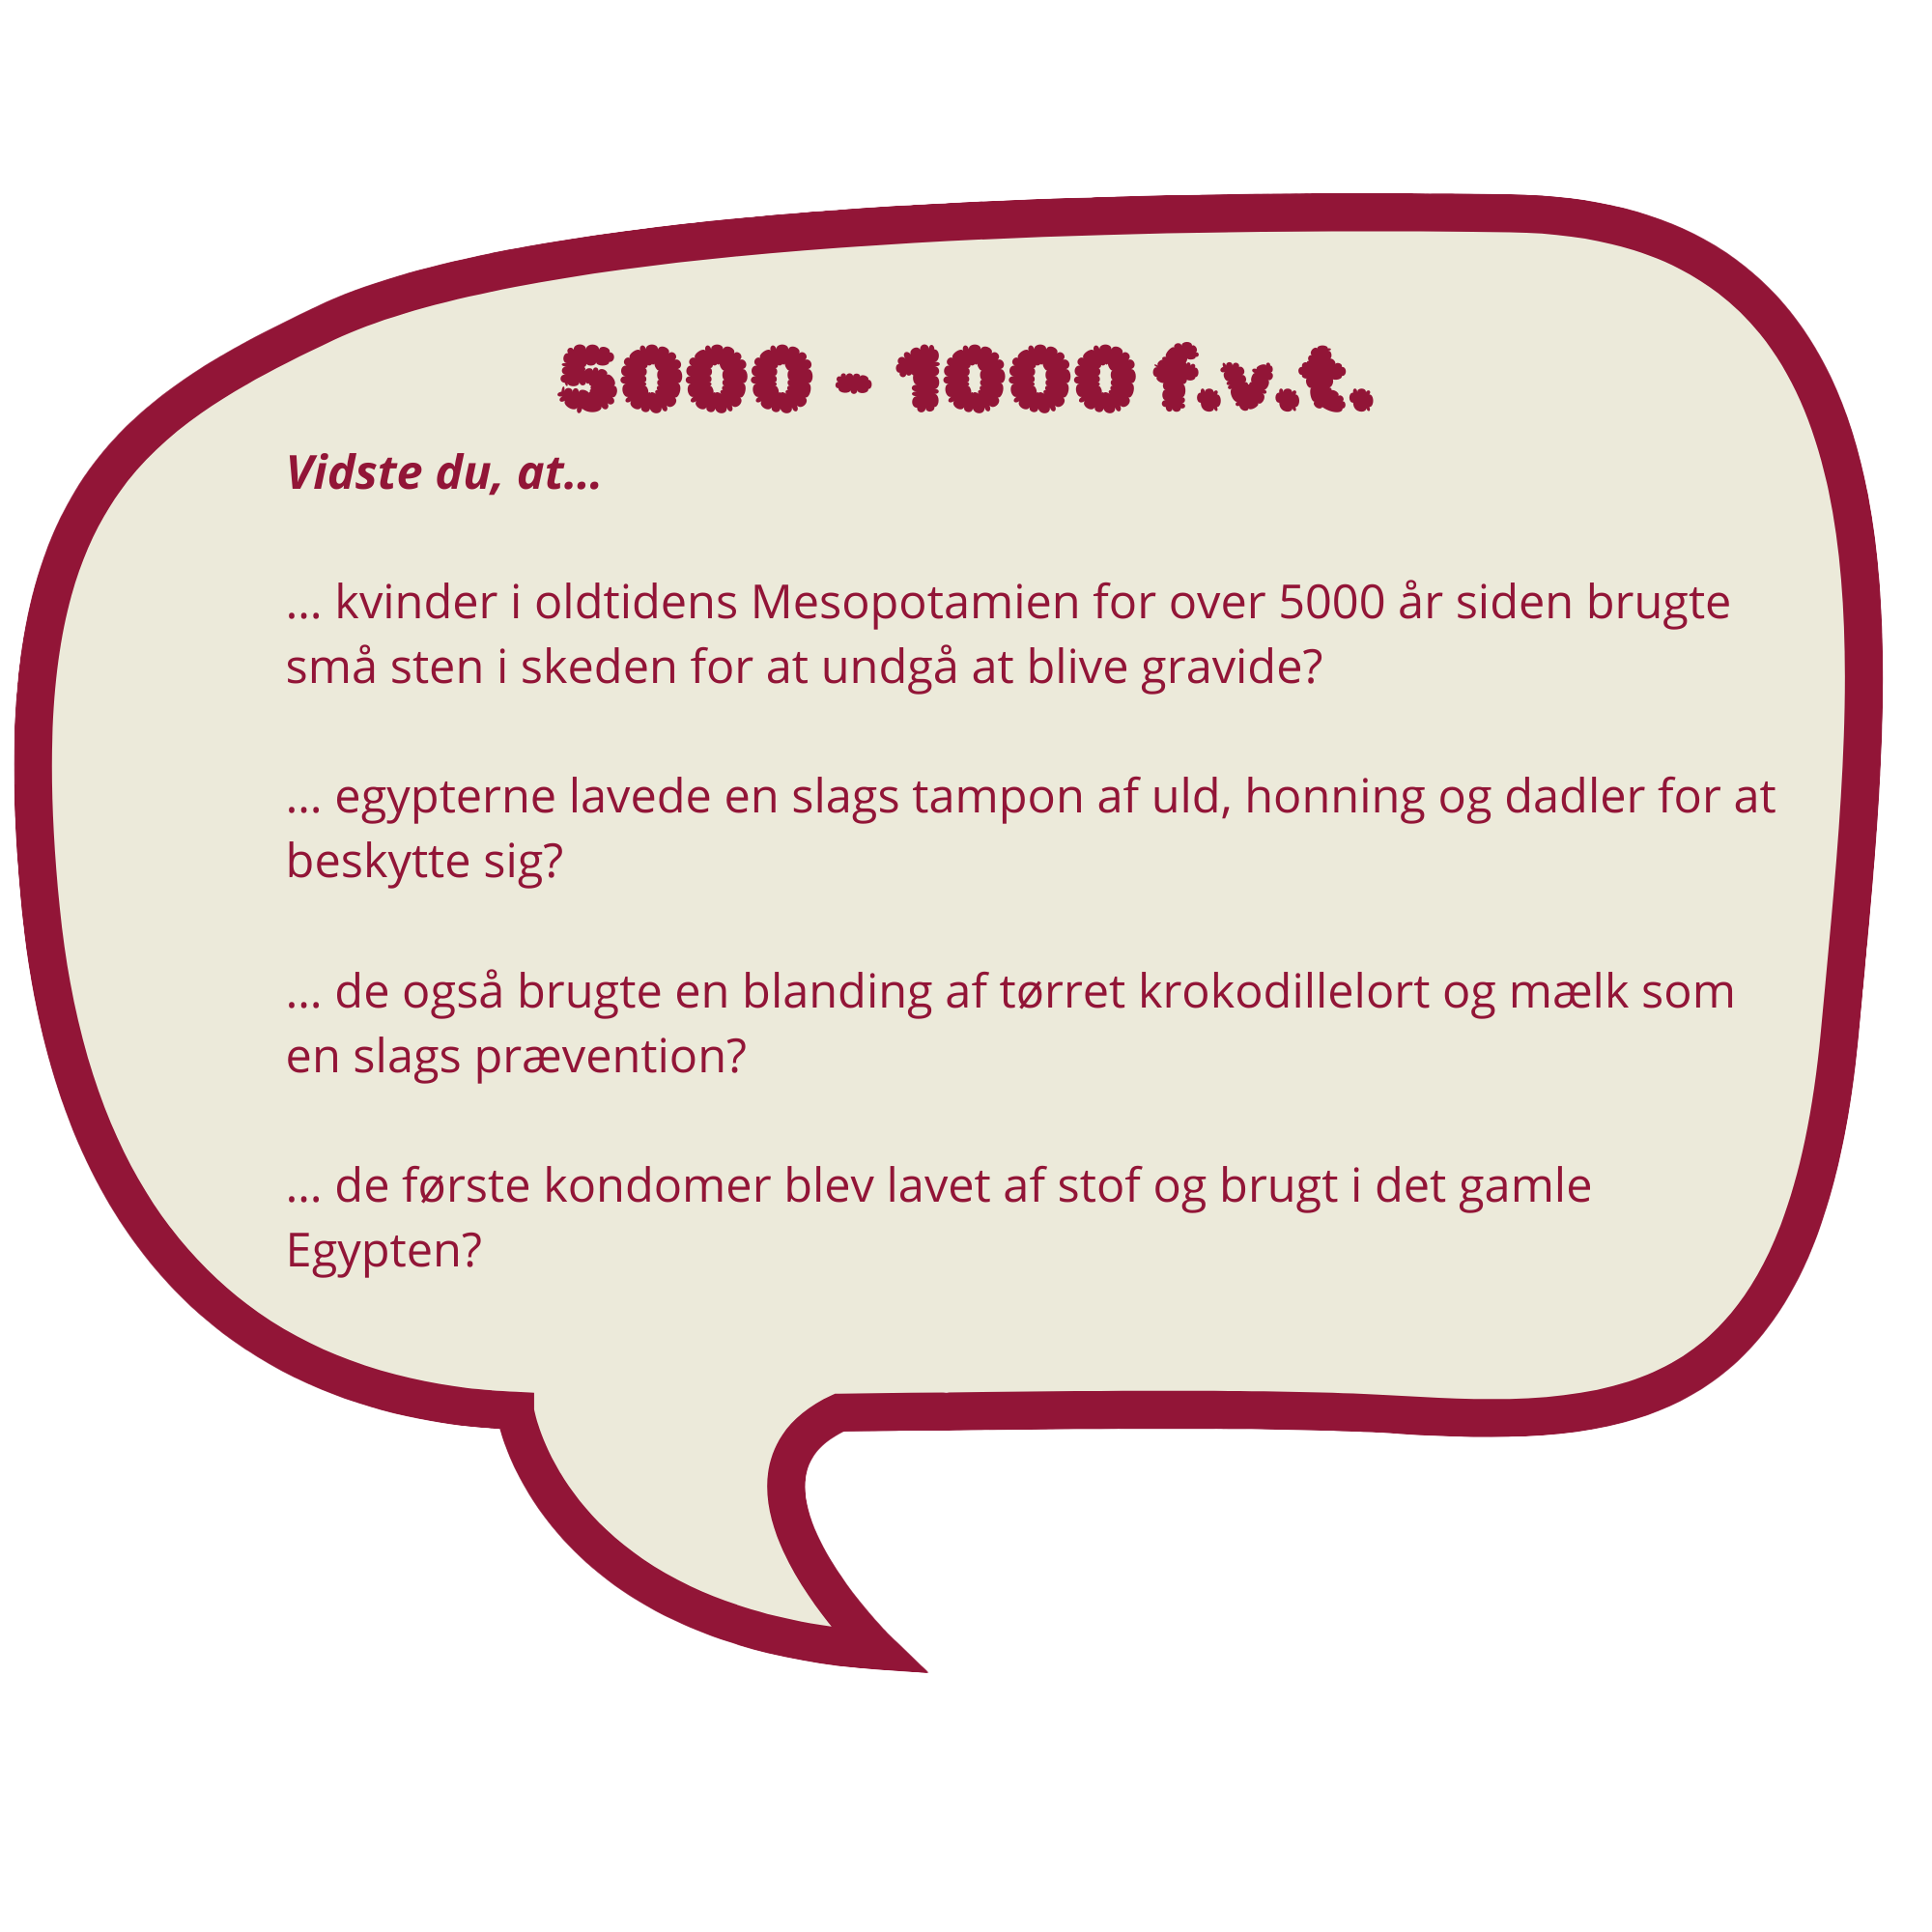 5000 - 1000 f.v.t.
Vidste du, at...
... kvinder i oldtidens Mesopotamien for over 5000 år siden brugte
små sten i skeden for at undgå at blive gravide?
... egypterne lavede en slags tampon af uld, honning og dadler for at
beskytte sig?
... de også brugte en blanding af tørret krokodillelort og mælk som
en slags prævention?
... de første kondomer blev lavet af stof og brugt i det gamle
Egypten?